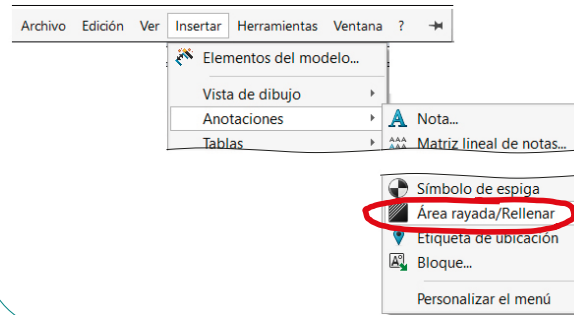 Archivo Edición Ver Insertar Herramientas Ventana ?
Elementos del modelo...
Vista de dibujo
Anotaciones
Tablas
Nota...
Matriz lineal de notas...
Símbolo de espiga
Área rayada/Rellenar
Etiqueta de ubicación
Bloque...
Personalizar el menú